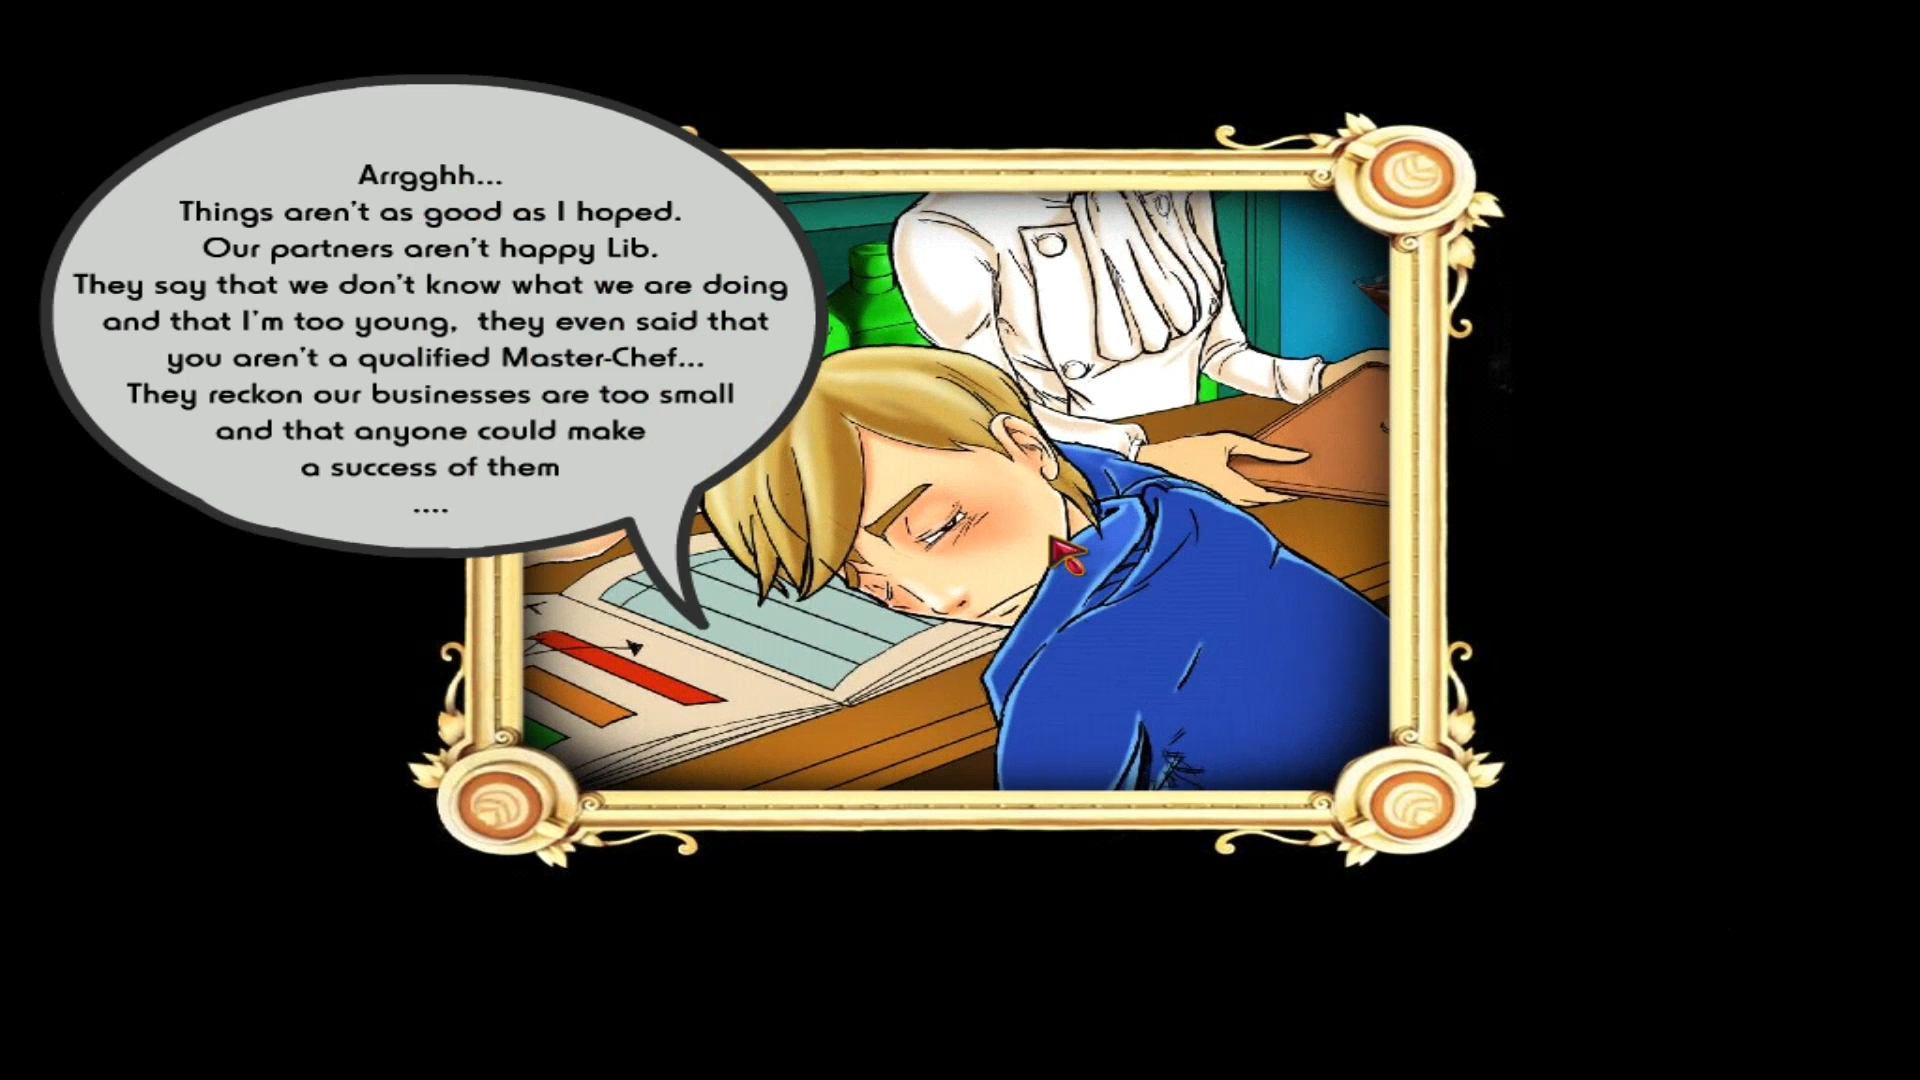 Arrgghh...
Things aren't as good as I hoped.
Our partners aren't happy Lib.
They say that we don't know what we are doing
and that I'm too young,  they even said that
you aren't a qualified Master-Chef...
They reckon our businesses are too small
and that anyone could make
a success of them
....